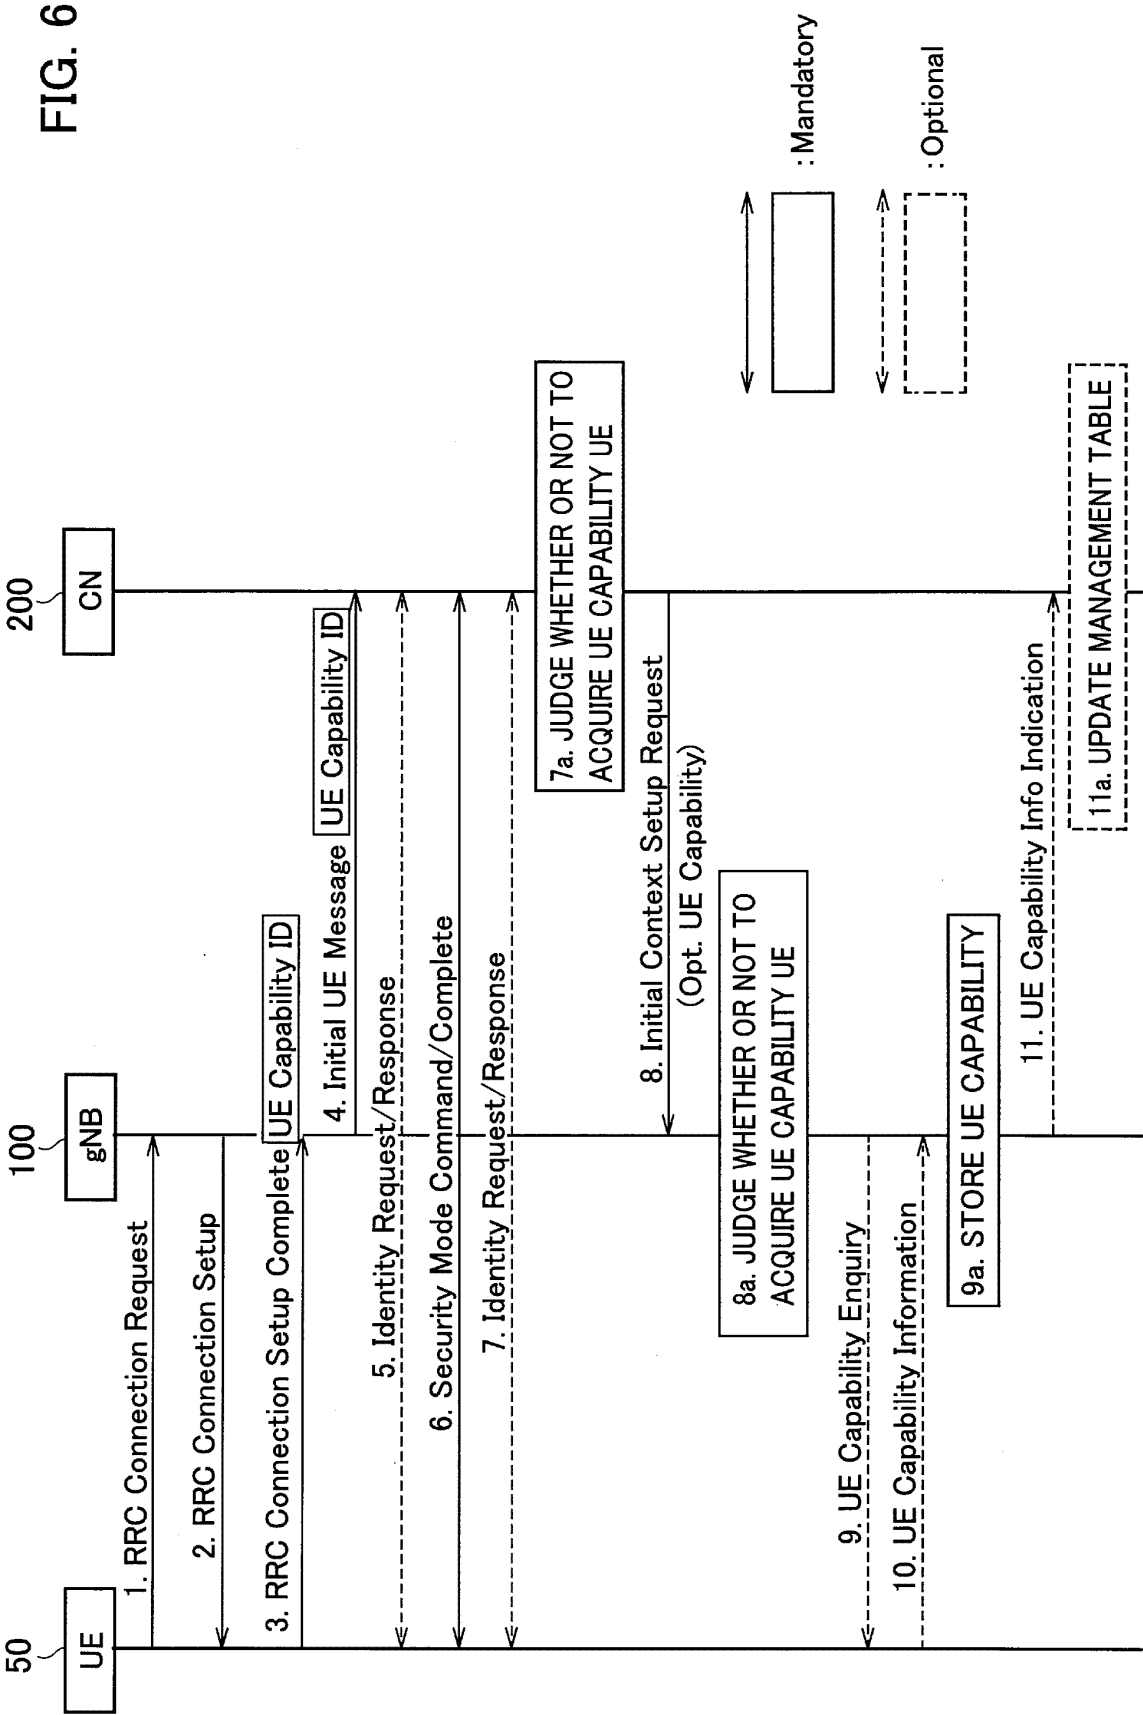 FIG. 6
50
100
200
UE
gNB
CN
1. RRC Connection Request
2. RRC Connection Setup
3. RRC Connection Setup Complete UE Capability ID
4. Initial UE Message UE Capability ID
5. Identity Request/Response
6. Security Mode Command/Complete
7. Identity Request/Response
7a. JUDGE WHETHER OR NOT TO
ACQUIRE UE CAPABILITY UE
8. Initial Context Setup Request
(Opt. UE Capability)
8a. JUDGE WHETHER OR NOT TO
ACQUIRE UE CAPABILITY UE
9. UE Capability Enquiry
10. UE Capability Information
9a. STORE UE CAPABILITY
11. UE Capability Info Indication
11a. UPDATE MANAGEMENT TABLE
:Mandatory
:Optional